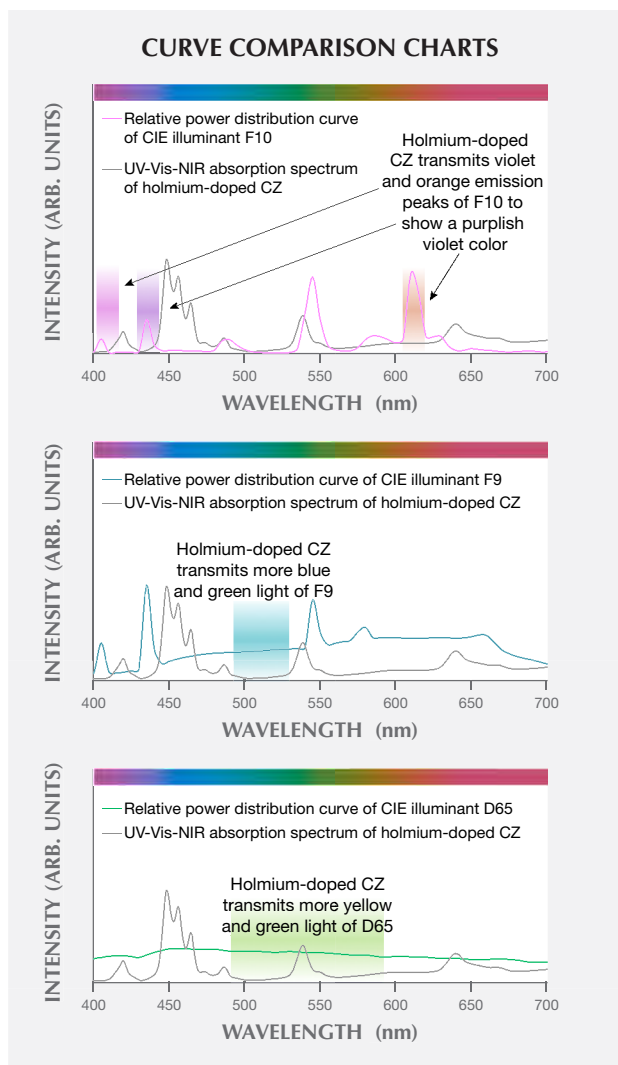 CURVE COMPARISON CHARTS
INTENSITY (ARB. UNITS)
Relative power distribution curve
of CIE illuminant F10
UV-Vis-NIR absorption spectrum
of holmium-doped CZ
Holmium-doped
CZ transmits violet
and orange emission
peaks of F10 to
show a purplish
violet color
400 450 500 550 600 650 700
WAVELENGTH (nm)
INTENSITY (ARB. UNITS)
Relative power distribution curve of CIE illuminant F9
UV-Vis-NIR absorption spectrum of holmium-doped CZ
Holmium-doped CZ
transmits more blue
and green light of F9
400 450 500 550 600 650 700
WAVELENGTH (nm)
INTENSITY (ARB. UNITS)
Relative power distribution curve of CIE illuminant D65
UV-Vis-NIR absorption spectrum of holmium-doped CZ
Holmium-doped CZ
transmits more yellow
and green light of D65
400 450 500 550 600 650 700
WAVELENGTH (nm)